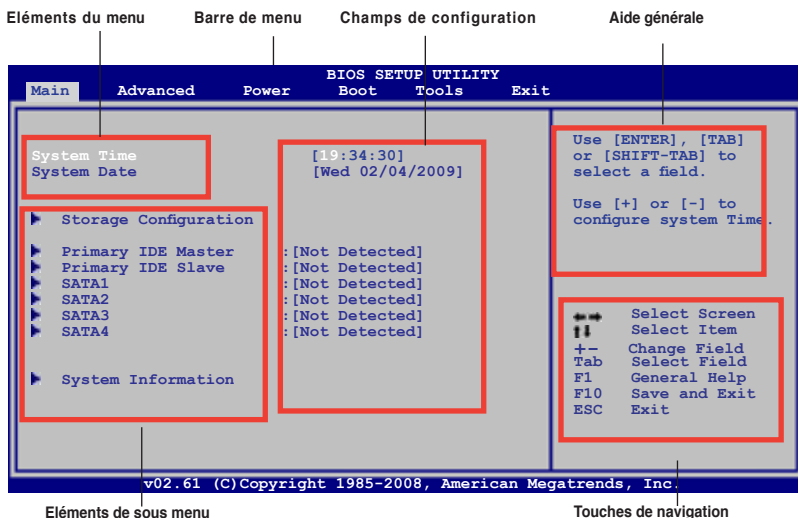 Eléments du menu Barre de menu Champs de configuration Aide générale
BIOS SETUP UTILITY
Main Advanced Power Boot Tools Exit
System Time [19:34:30]
System Date [Wed 02/04/2009]
Storage Configuration
Primary IDE Master :[Not Detected]
Primary IDE Slave :[Not Detected]
SATA1 :[Not Detected]
SATA2 :[Not Detected]
SATA3 :[Not Detected]
SATA4 :[Not Detected]
System Information
Use [ENTER], [TAB]
or [SHIFT-TAB] to
select a field.
Use [+] or [-] to
configure system Time.
←→ Select Screen
↑↓ Select Item
+- Change Field
Tab Select Field
F1 General Help
F10 Save and Exit
ESC Exit
v02.61 (C)Copyright 1985-2008, American Megatrends, Inc.
Eléments de sous menu Touches de navigation